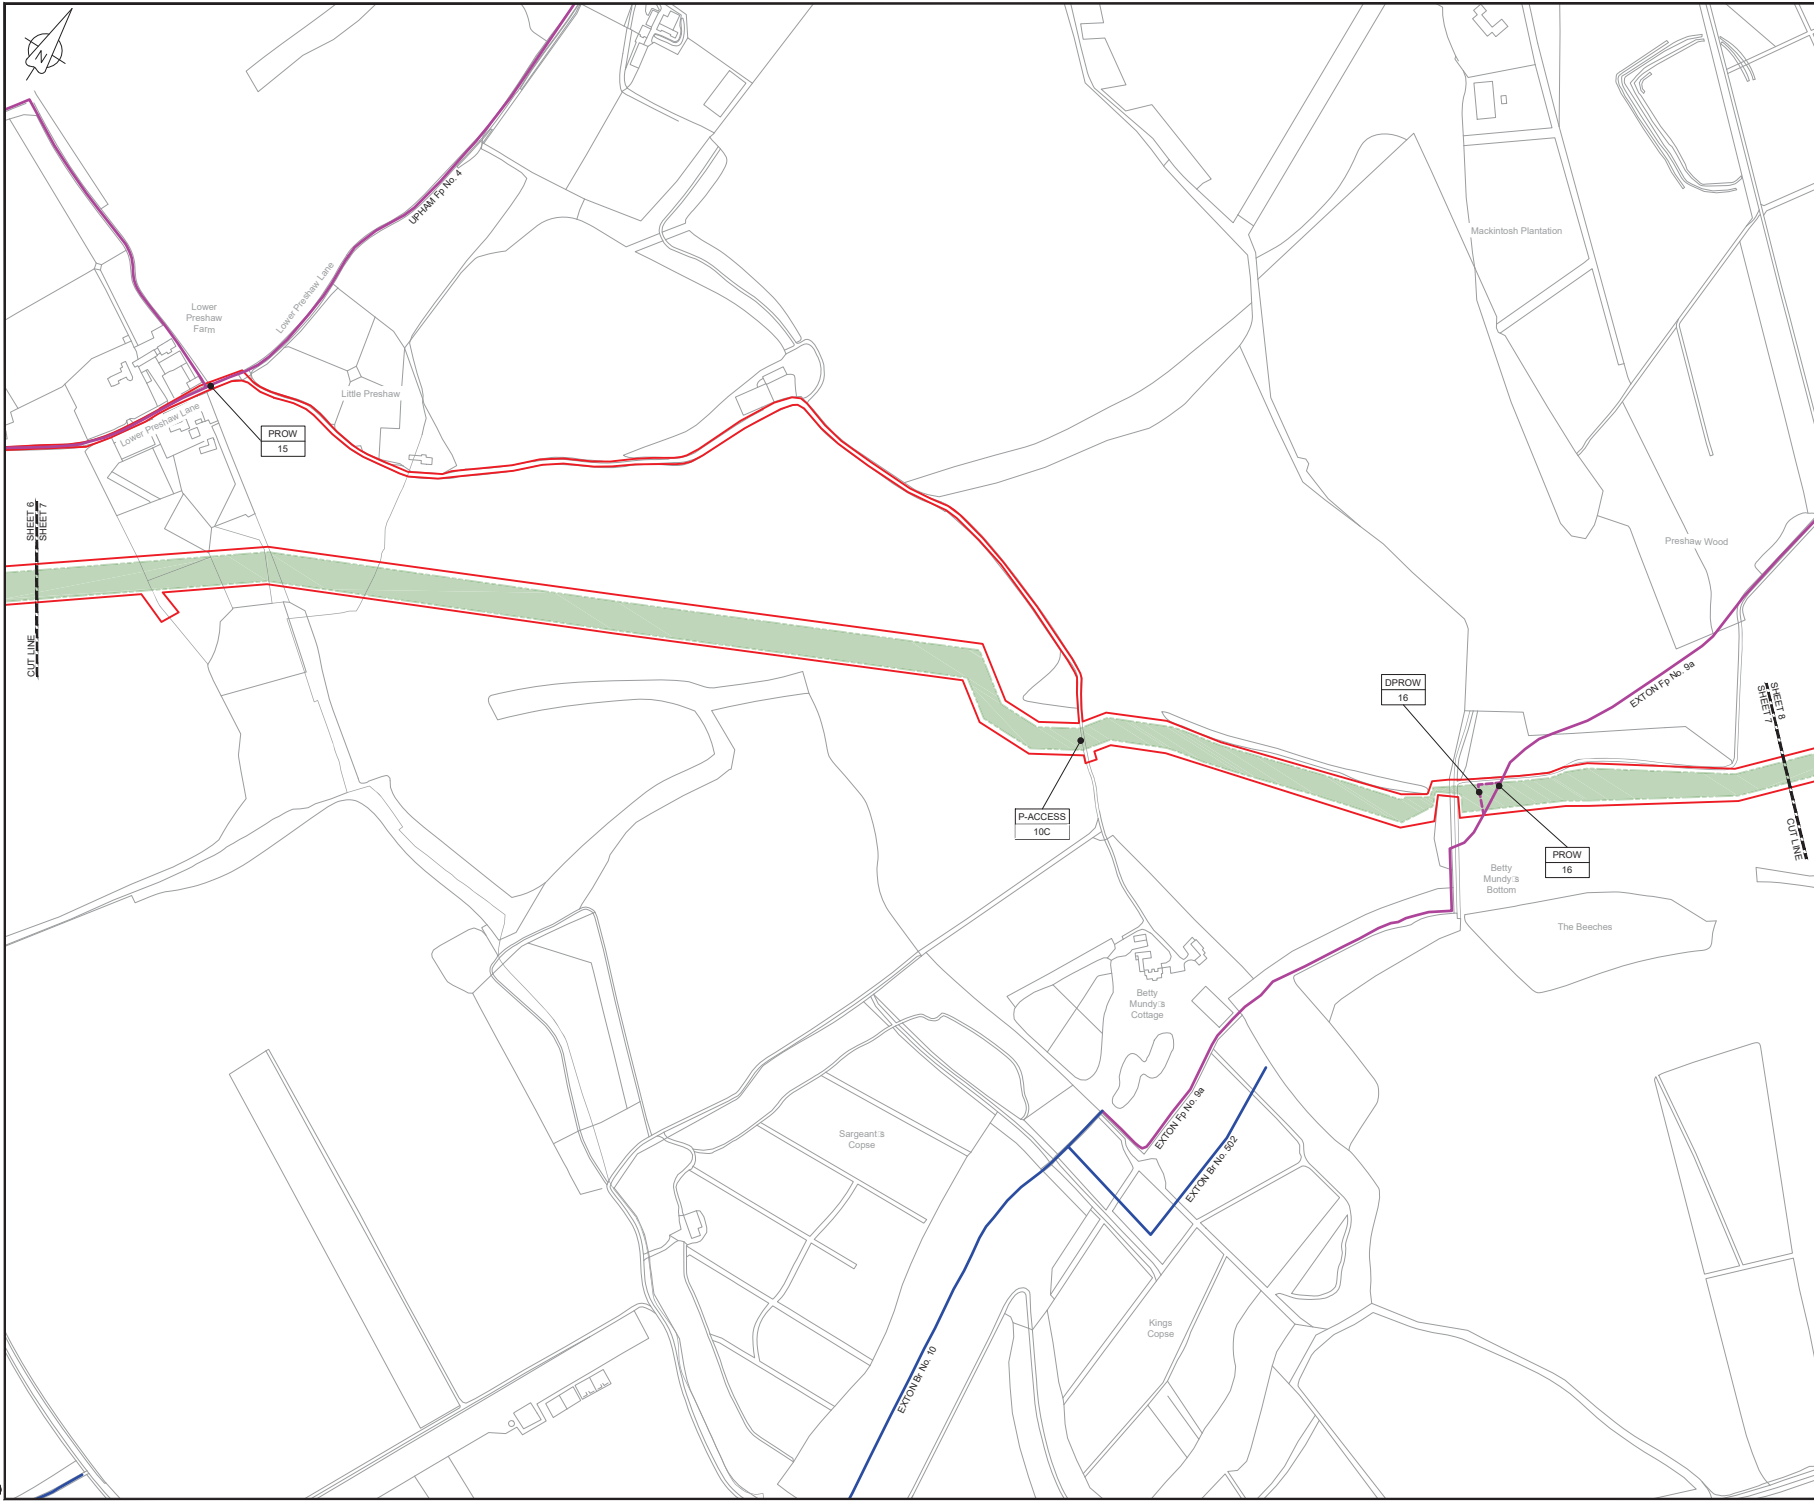 N
UPHAM Fp No. 4
Lower Preshaw Lane
Lower
Preshaw
Farm
Lower Preshaw Lane
Little Preshaw
PROW
15
SHEET 6
SHEET 7
CUT LINE
Mackintosh Plantation
Preshaw Wood
EXTON Fp No. 9a
DPROW
16
SHEET 8
SHEET 7
CUT LINE
P-ACCESS
10C
PROW
16
Betty
Mundy□s
Bottom
The Beeches
Betty
Mundy□s
Cottage
EXTON Fp No. 9a
EXTON Br No. 502
Sargeant□s
Copse
Kings
Copse
EXTON Br No. 10